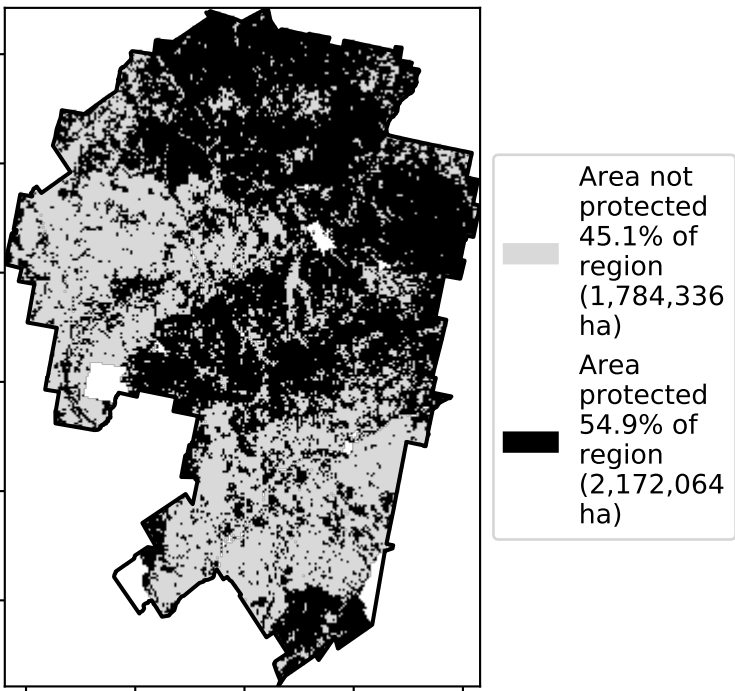 Area not
protected
45.1% of
region
(1,784,336
ha)
Area
protected
54.9% of
region
(2,172,064
ha)